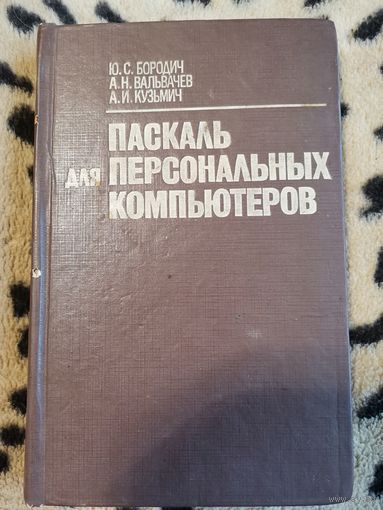 Ю. С. БОРОДИЧ
А. Н. ВАЛЬВАЧЕВ
А. И. КУЗЬМИЧ
ПАСКАЛЬ
ДЛЯ ПЕРСОНАЛЬНЫХ
КОМПЬЮТЕРОВ